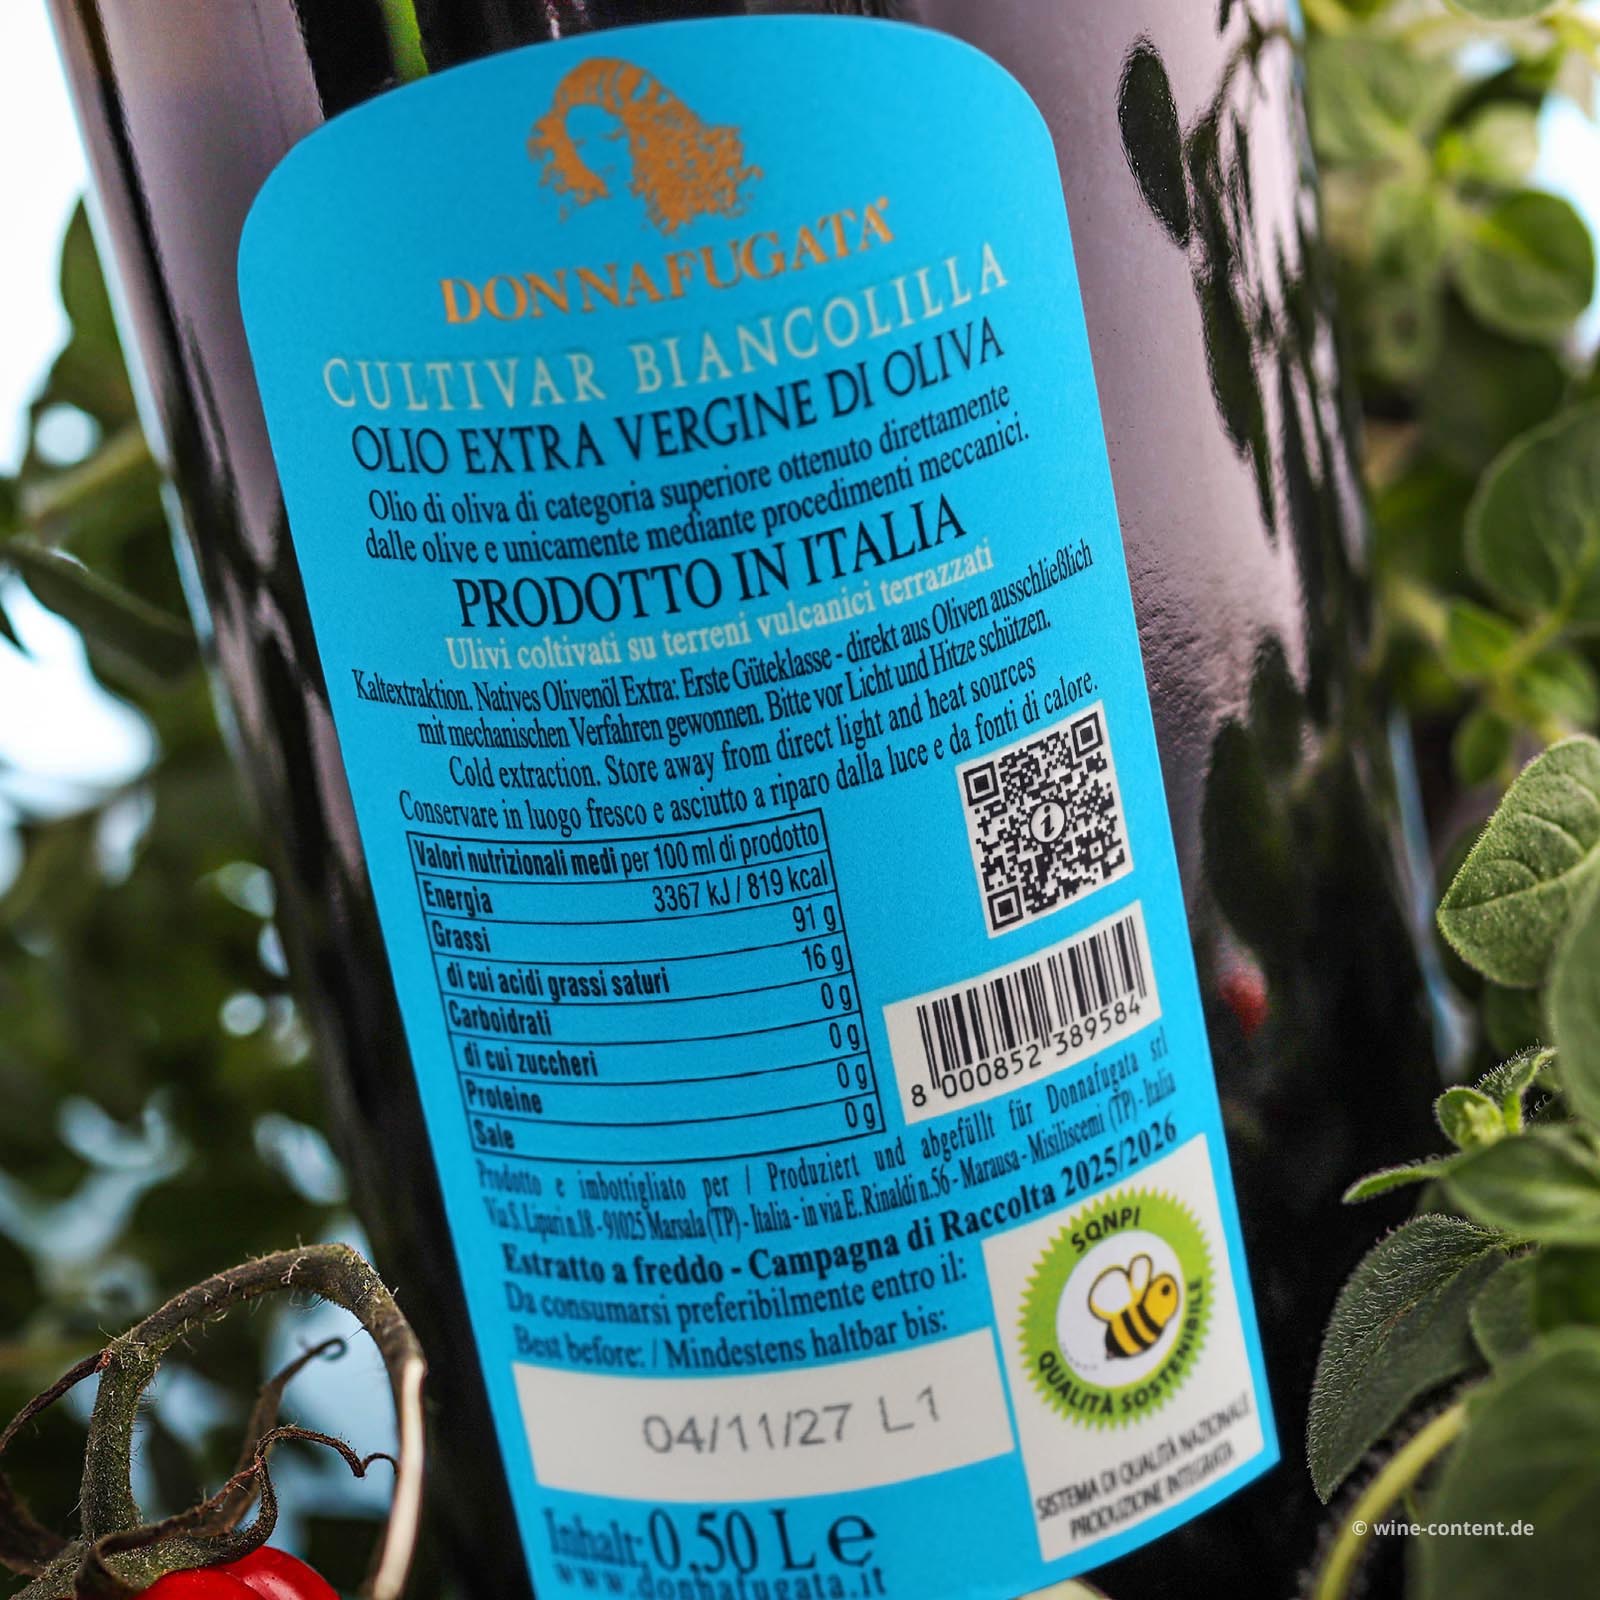 DONNAFUGATA®
CULTIVAR BIANCOLILLA
OLIO EXTRA VERGINE DI OLIVA
Olio di oliva di categoria superiore ottenuto direttamente
dalle olive e unicamente mediante procedimenti meccanici.
PRODOTTO IN ITALIA
Ulivi coltivati su terreni vulcanici terrazzati
Kaltextraktion. Natives Olivenöl Extra: Erste Güteklasse - direkt aus Oliven ausschließlich
mit mechanischen Verfahren gewonnen. Bitte vor Licht und Hitze schützen.
Cold extraction. Store away from direct light and heat sources
Conservare in luogo fresco e asciutto a riparo dalla luce e da fonti di calore.
Valori nutrizionali medi per 100 ml di prodotto
Energia 3367 kJ / 819 kcal
Grassi 91 g
di cui acidi grassi saturi 16 g
Carboidrati 0 g
di cui zuccheri 0 g
Proteine 0 g
Sale 0 g
i
8 000852 389584
Prodotto e imbottigliato per / Produziert und abgefüllt für Donnafugata srl
Via S. Lipari n.18 - 91025 Marsala (TP) - Italia - in via E. Rinaldi n.56 - Marausa - Misiliscemi (TP) - Italia
Estratto a freddo - Campagna di Raccolta 2025/2026
Da consumarsi preferibilmente entro il:
Best before: / Mindestens haltbar bis:
04/11/27 L1
SQNPI
QUALITÀ SOSTENIBILE
SISTEMA DI QUALITÀ NAZIONALE
PRODUZIONE INTEGRATA
Inhalt: 0,50 L e
www.donnafugata.it
© wine-content.de